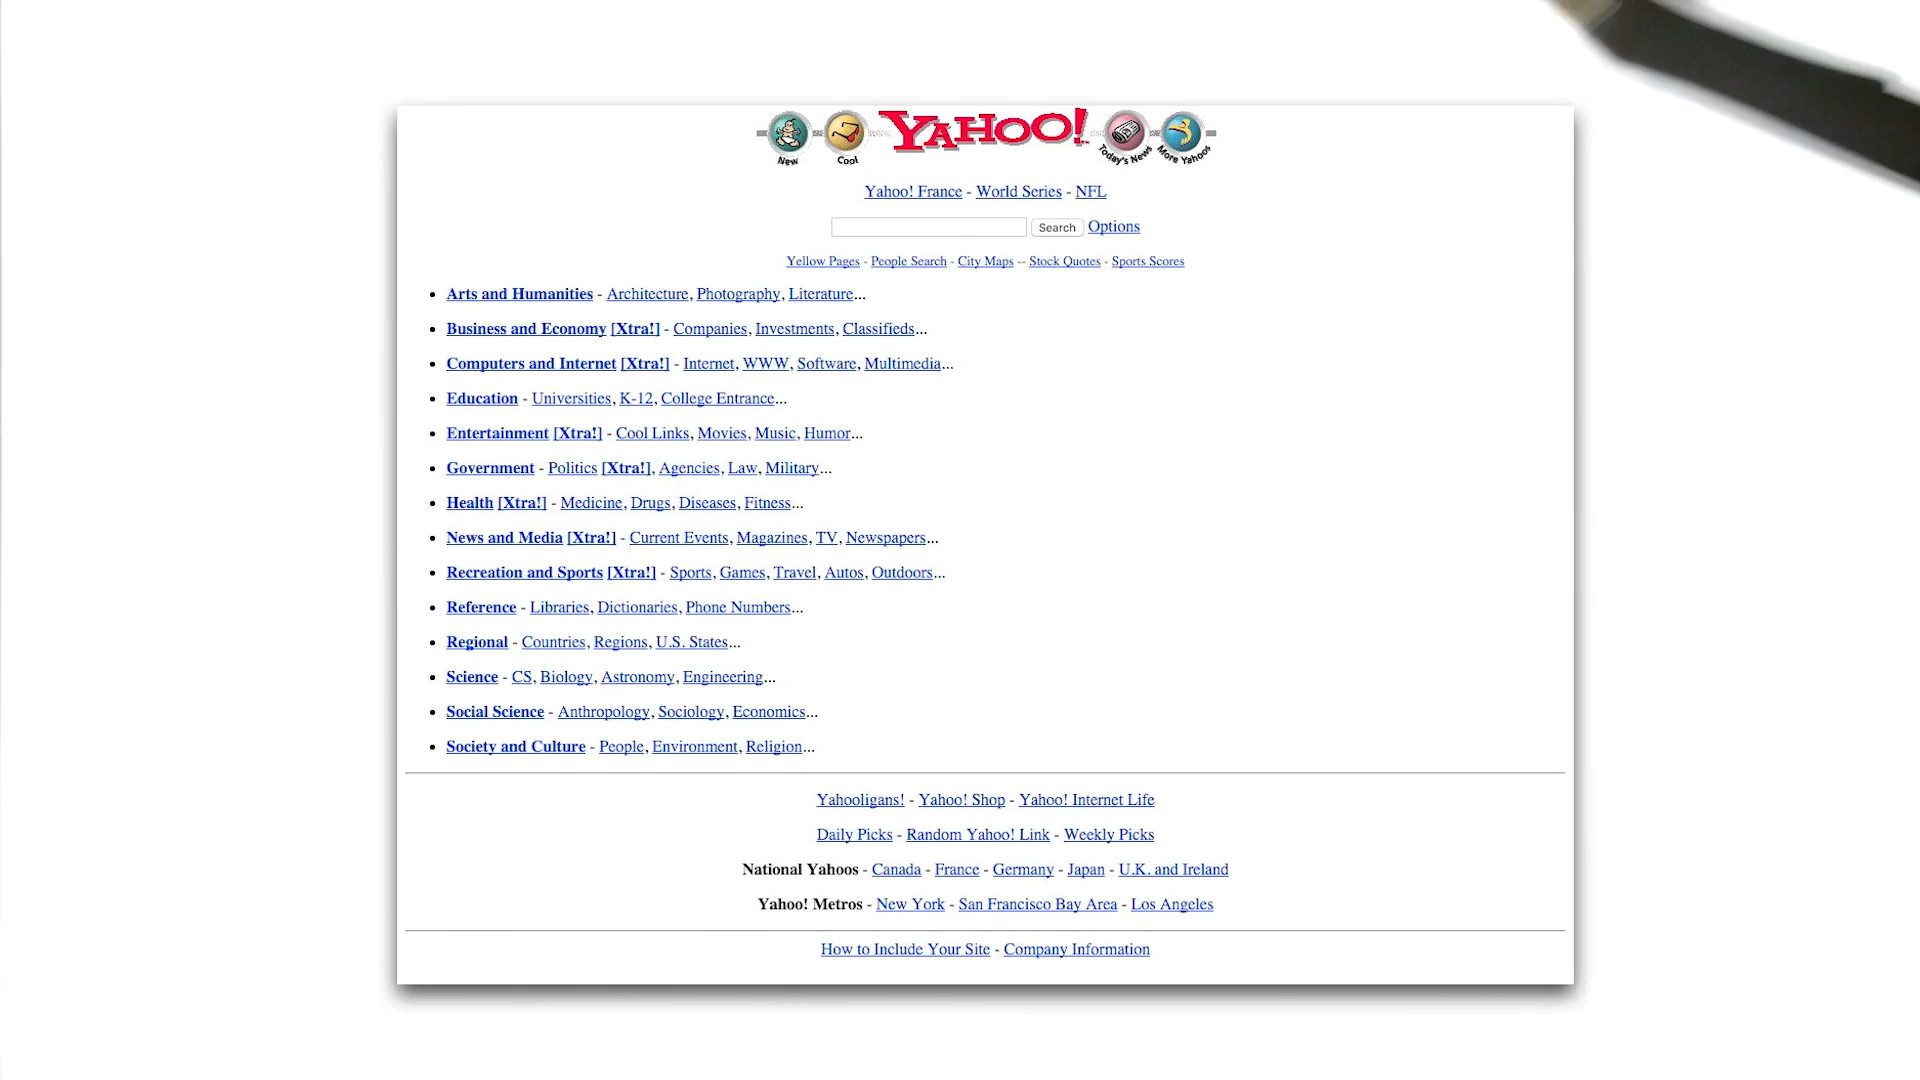 New Cool YAHOO! Today's News More Yahoos
Yahoo! France - World Series - NFL
Search Options
Yellow Pages - People Search - City Maps -- Stock Quotes - Sports Scores
• Arts and Humanities - Architecture, Photography, Literature...
• Business and Economy [Xtra!] - Companies, Investments, Classifieds...
• Computers and Internet [Xtra!] - Internet, WWW, Software, Multimedia...
• Education - Universities, K-12, College Entrance...
• Entertainment [Xtra!] - Cool Links, Movies, Music, Humor...
• Government - Politics [Xtra!], Agencies, Law, Military...
• Health [Xtra!] - Medicine, Drugs, Diseases, Fitness...
• News and Media [Xtra!] - Current Events, Magazines, TV, Newspapers...
• Recreation and Sports [Xtra!] - Sports, Games, Travel, Autos, Outdoors...
• Reference - Libraries, Dictionaries, Phone Numbers...
• Regional - Countries, Regions, U.S. States...
• Science - CS, Biology, Astronomy, Engineering...
• Social Science - Anthropology, Sociology, Economics...
• Society and Culture - People, Environment, Religion...
Yahooligans! - Yahoo! Shop - Yahoo! Internet Life
Daily Picks - Random Yahoo! Link - Weekly Picks
National Yahoos - Canada - France - Germany - Japan - U.K. and Ireland
Yahoo! Metros - New York - San Francisco Bay Area - Los Angeles
How to Include Your Site - Company Information